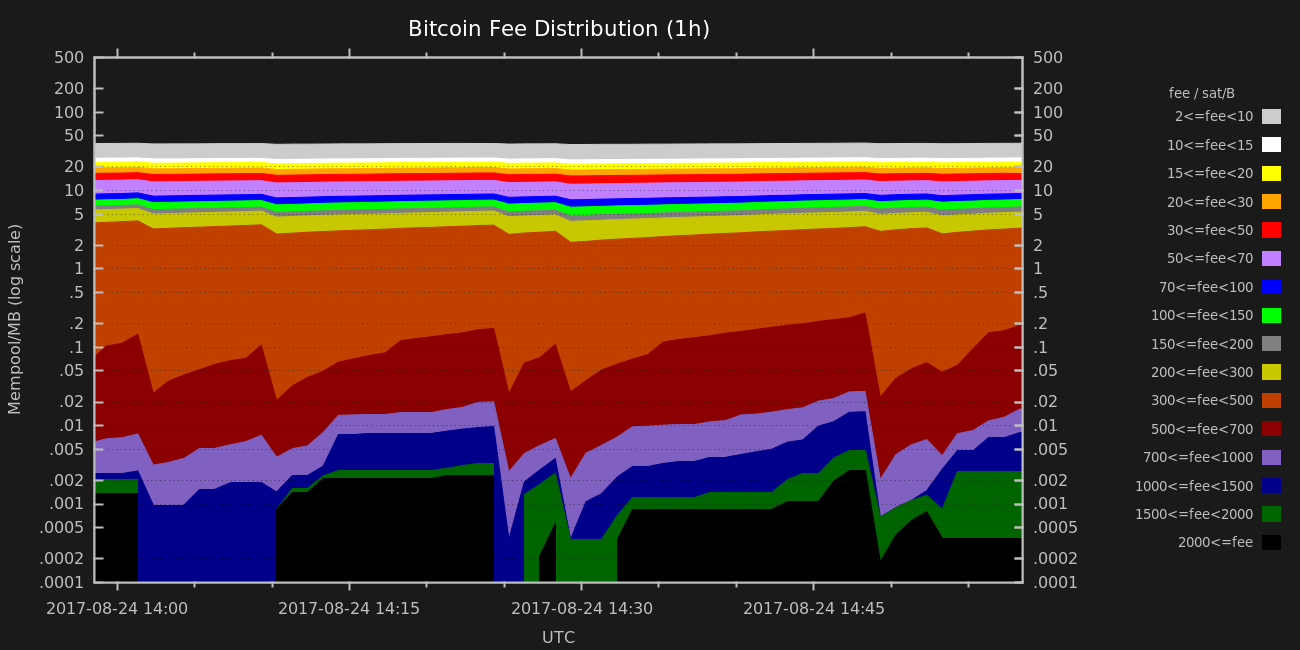 Bitcoin Fee Distribution (1h)
500
200
100
50
20
10
5
2
1
.5
.2
.1
.05
.02
.01
.005
.002
.001
.0005
.0002
.0001
Mempool/MB (log scale)
500
200
100
50
20
10
5
2
1
.5
.2
.1
.05
.02
.01
.005
.002
.001
.0005
.0002
.0001
2017-08-24 14:00
2017-08-24 14:15
2017-08-24 14:30
2017-08-24 14:45
UTC
fee / sat/B
2<=fee<10
10<=fee<15
15<=fee<20
20<=fee<30
30<=fee<50
50<=fee<70
70<=fee<100
100<=fee<150
150<=fee<200
200<=fee<300
300<=fee<500
500<=fee<700
700<=fee<1000
1000<=fee<1500
1500<=fee<2000
2000<=fee